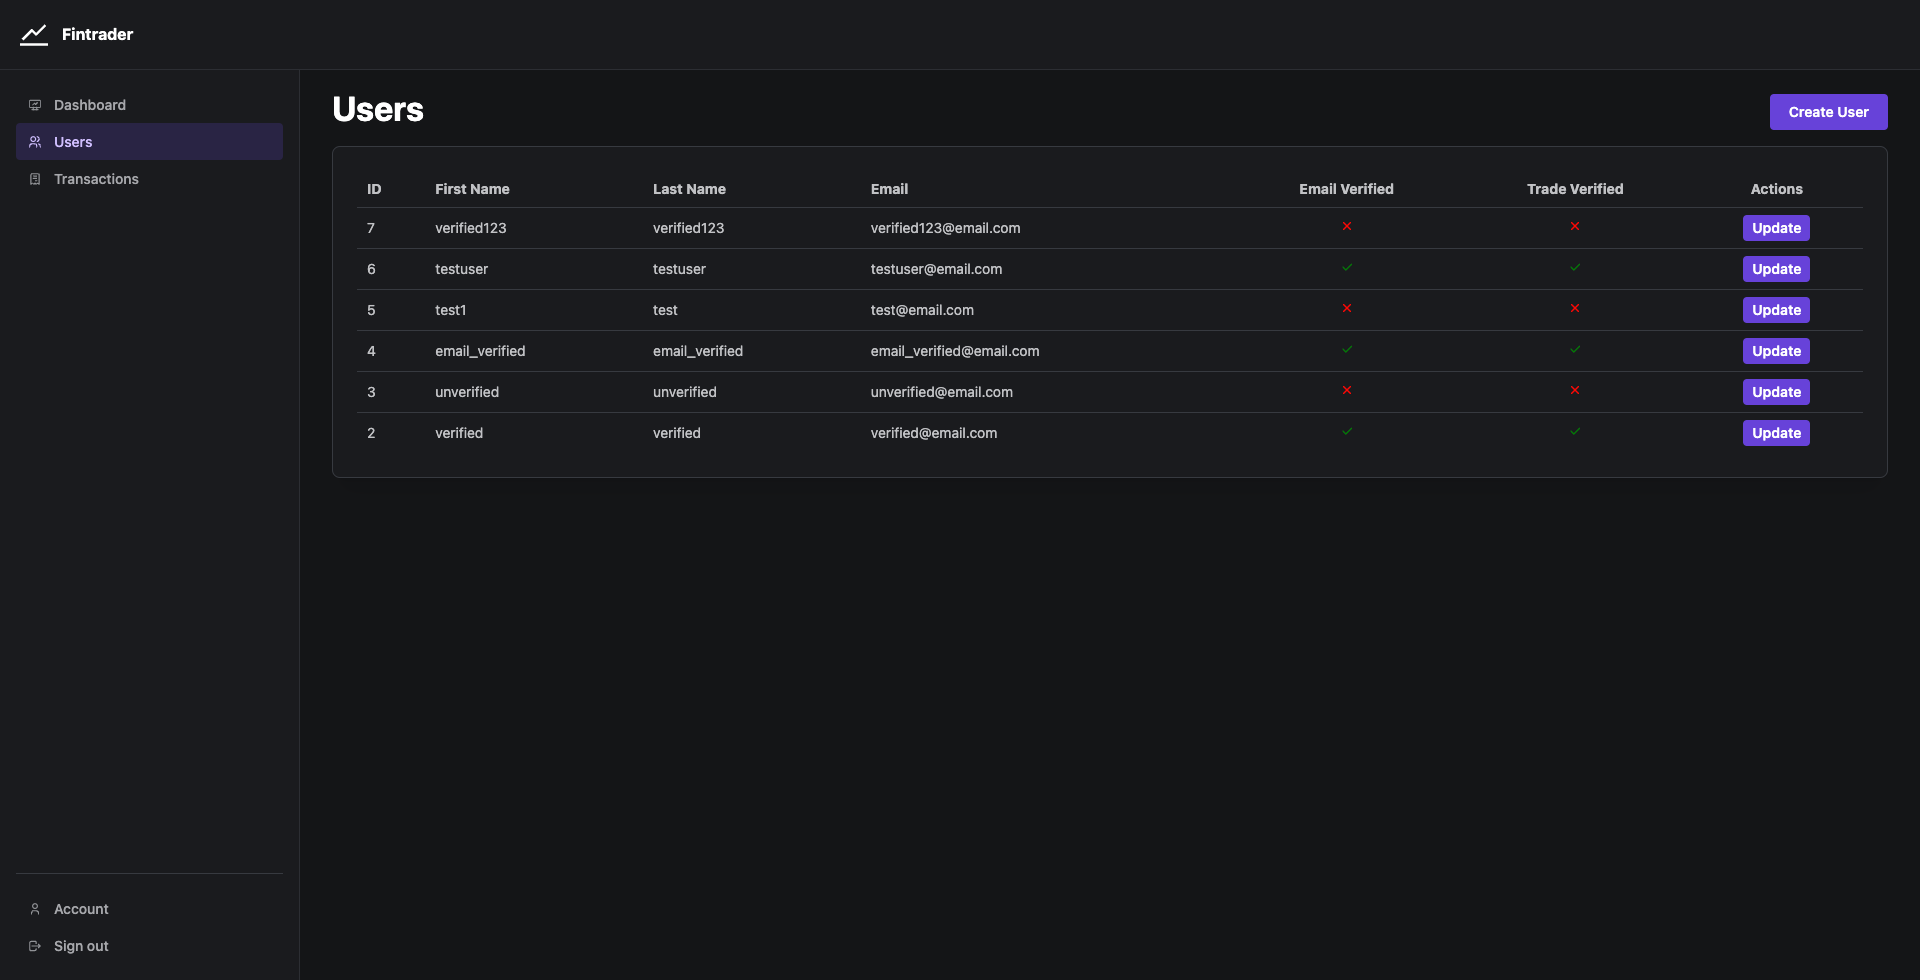 Fintrader
Dashboard
Users
Transactions
Account
Sign out
Users
Create User
ID First Name Last Name Email Email Verified Trade Verified Actions
7 verified123 verified123 verified123@email.com Update
6 testuser testuser testuser@email.com Update
5 test1 test test@email.com Update
4 email_verified email_verified email_verified@email.com Update
3 unverified unverified unverified@email.com Update
2 verified verified verified@email.com Update